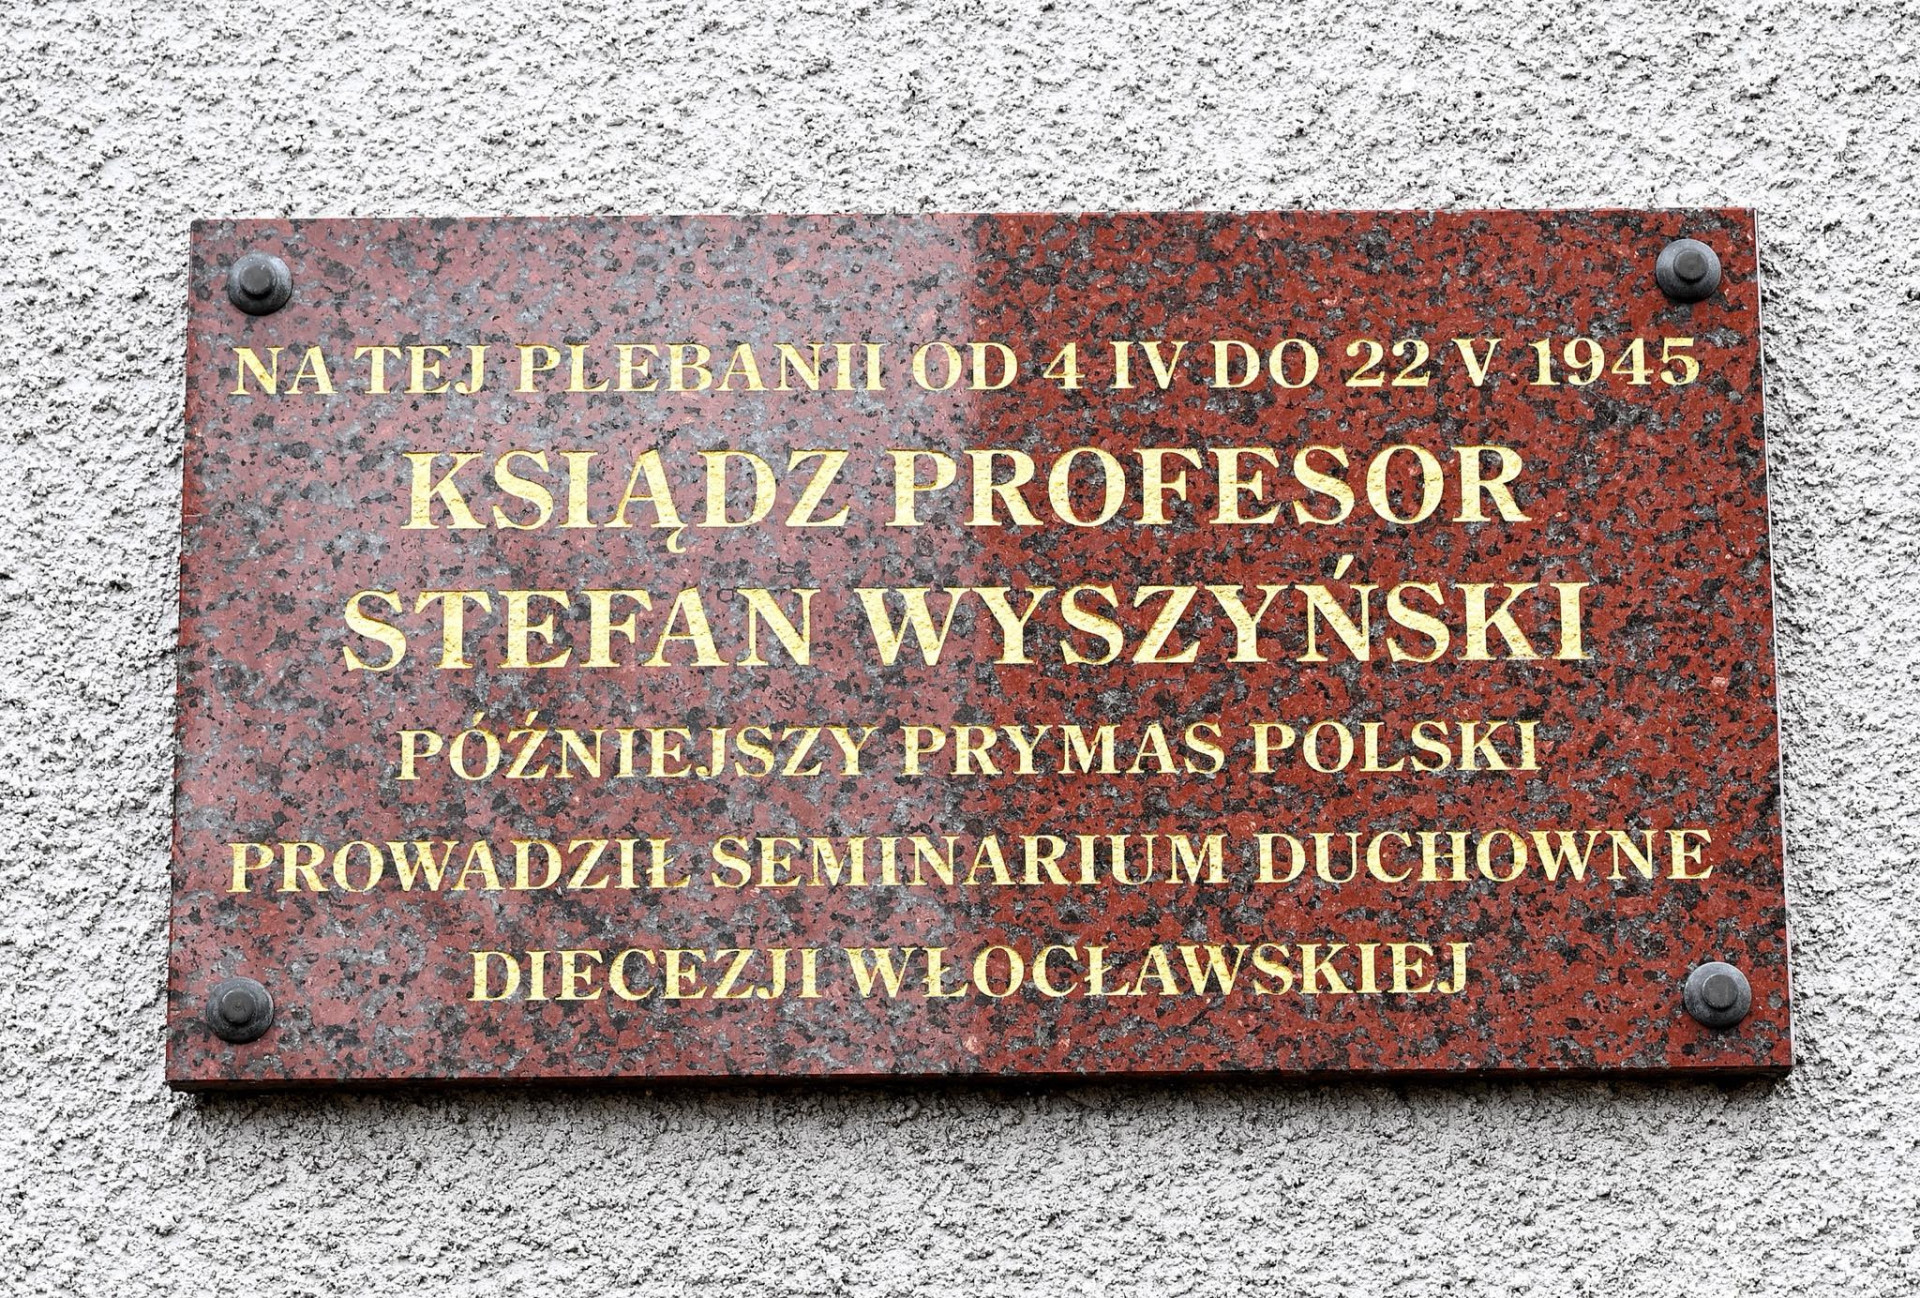 NA TEJ PLEBANII OD 4 IV DO 22 V 1945
KSIĄDZ PROFESOR
STEFAN WYSZYŃSKI
PÓŹNIEJSZY PRYMAS POLSKI
PROWADZIŁ SEMINARIUM DUCHOWNE
DIECEZJI WŁOCŁAWSKIEJ